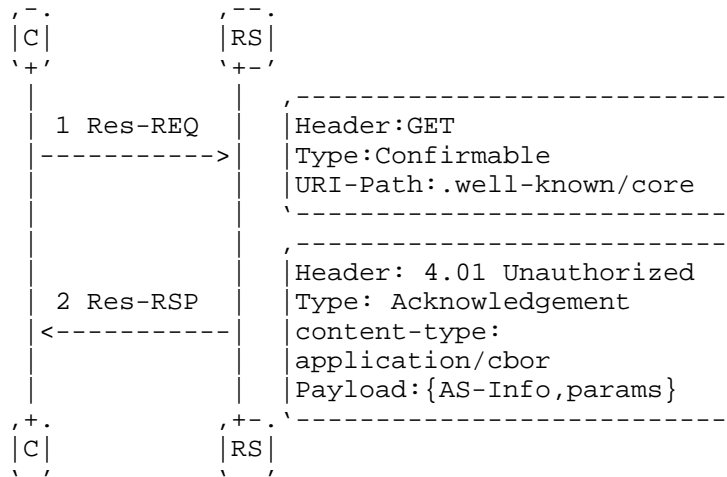 C RS
1 Res-REQ Header:GET
Type:Confirmable
URI-Path:.well-known/core
Header: 4.01 Unauthorized
2 Res-RSP Type: Acknowledgement
content-type:
application/cbor
Payload:{AS-Info,params}
C RS